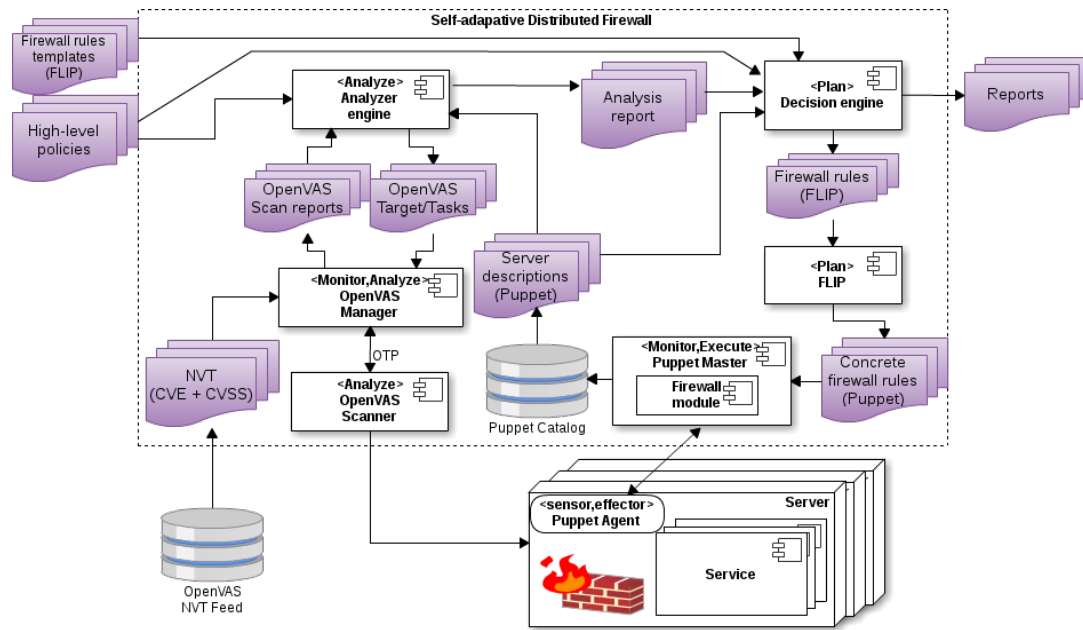 Self-adapative Distributed Firewall
Firewall rules
templates
(FLIP)
High-level
policies
<Analyze>
Analyzer
engine
Analysis
report
<Plan>
Decision engine
Reports
OpenVAS
Scan reports
OpenVAS
Target/Tasks
Firewall rules
(FLIP)
Server
descriptions
(Puppet)
<Plan>
FLIP
<Monitor,Analyze>
OpenVAS
Manager
OTP
NVT
(CVE + CVSS)
<Analyze>
OpenVAS
Scanner
Puppet Catalog
<Monitor,Execute>
Puppet Master
Firewall
module
Concrete
firewall rules
(Puppet)
<sensor,effector>
Puppet Agent
Server
Service
OpenVAS
NVT Feed